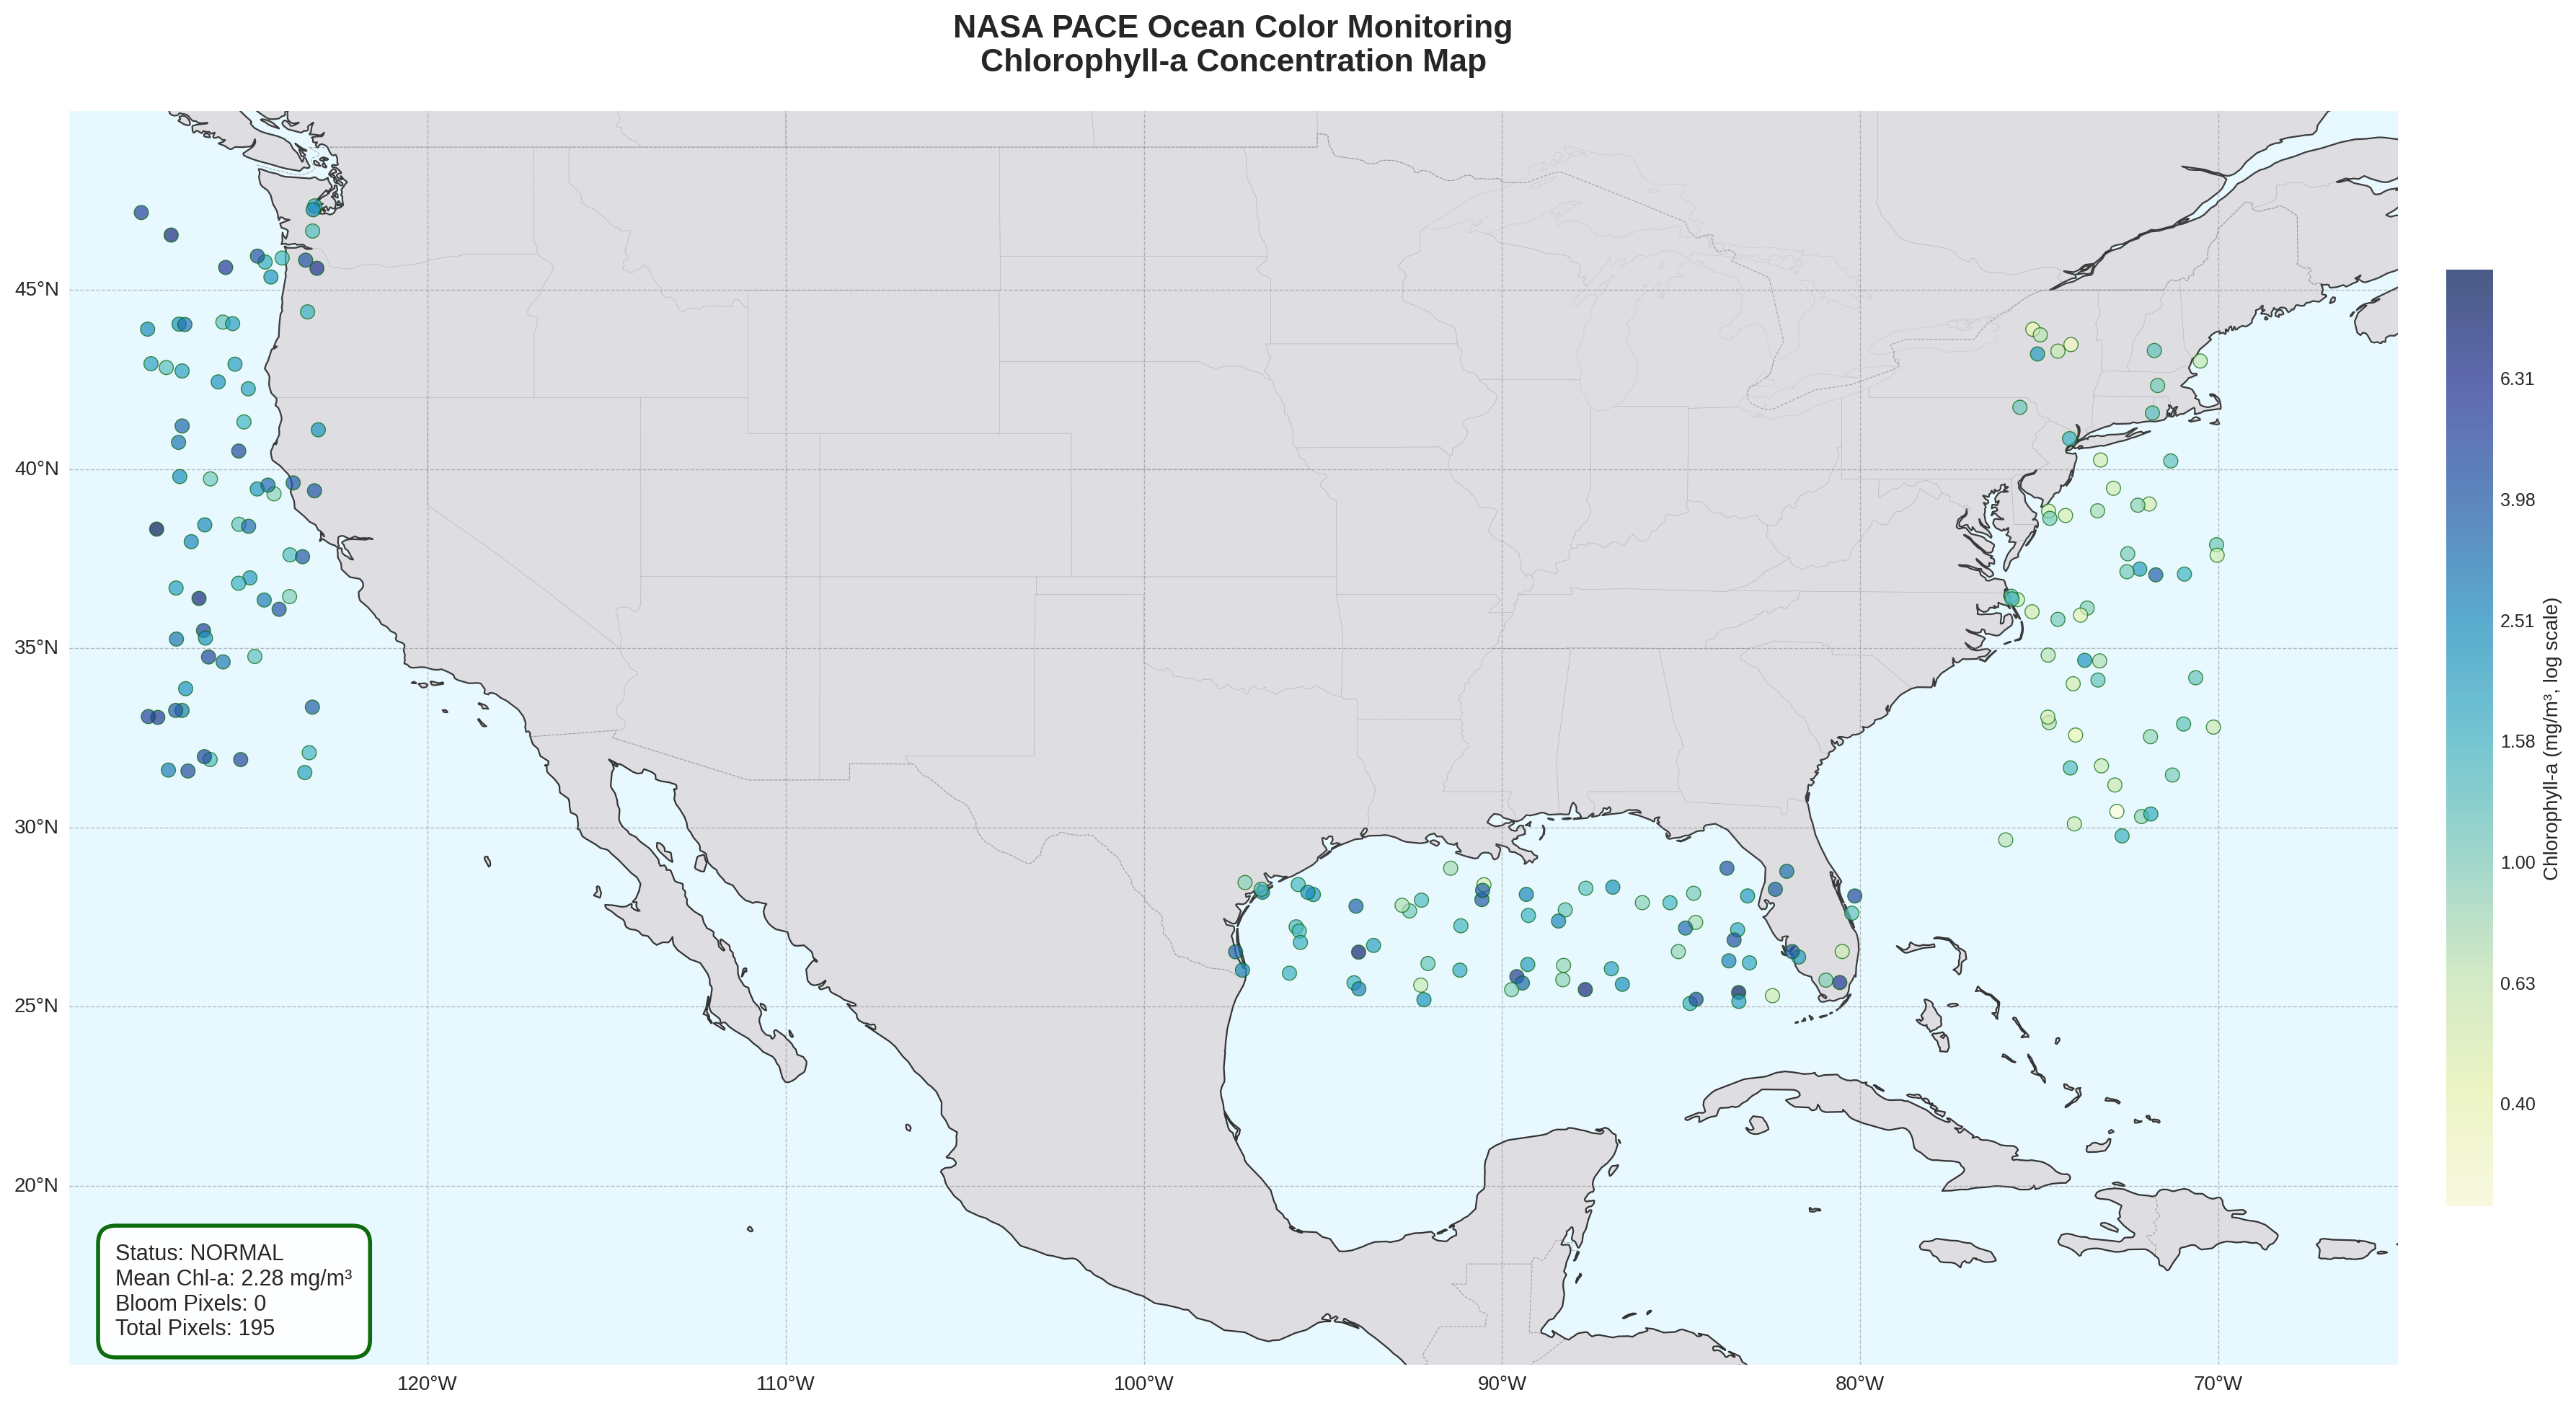 NASA PACE Ocean Color Monitoring
Chlorophyll-a Concentration Map
45°N
40°N
35°N
30°N
25°N
20°N
120°W
110°W
100°W
90°W
80°W
70°W
Status: NORMAL
Mean Chl-a: 2.28 mg/m³
Bloom Pixels: 0
Total Pixels: 195
6.31
3.98
2.51
1.58
1.00
0.63
0.40
Chlorophyll-a (mg/m³, log scale)